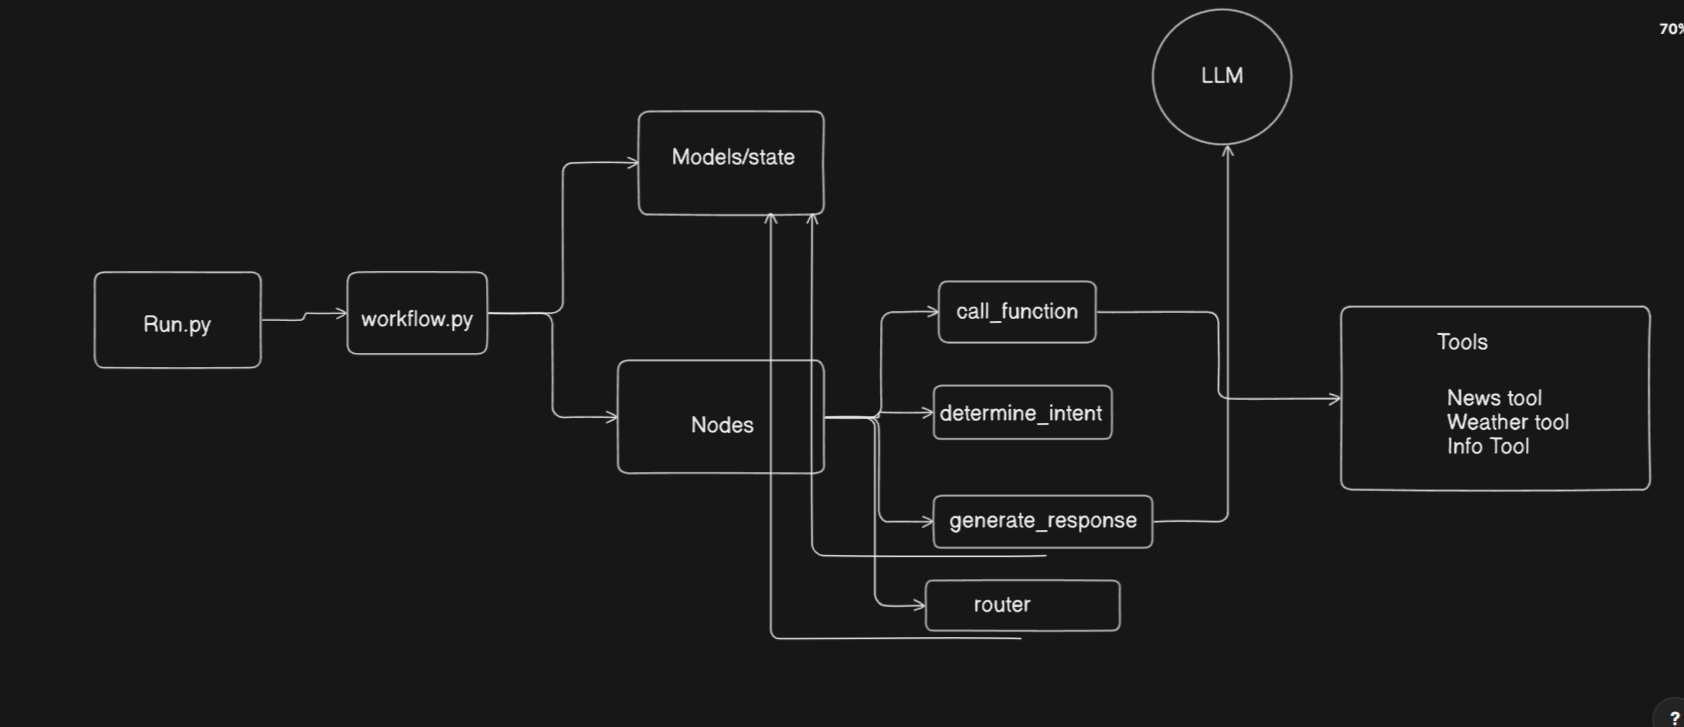 70%
LLM
Models/state
Run.py
workflow.py
call_function
Tools
News tool
Weather tool
Info Tool
determine_intent
Nodes
generate_response
router
?